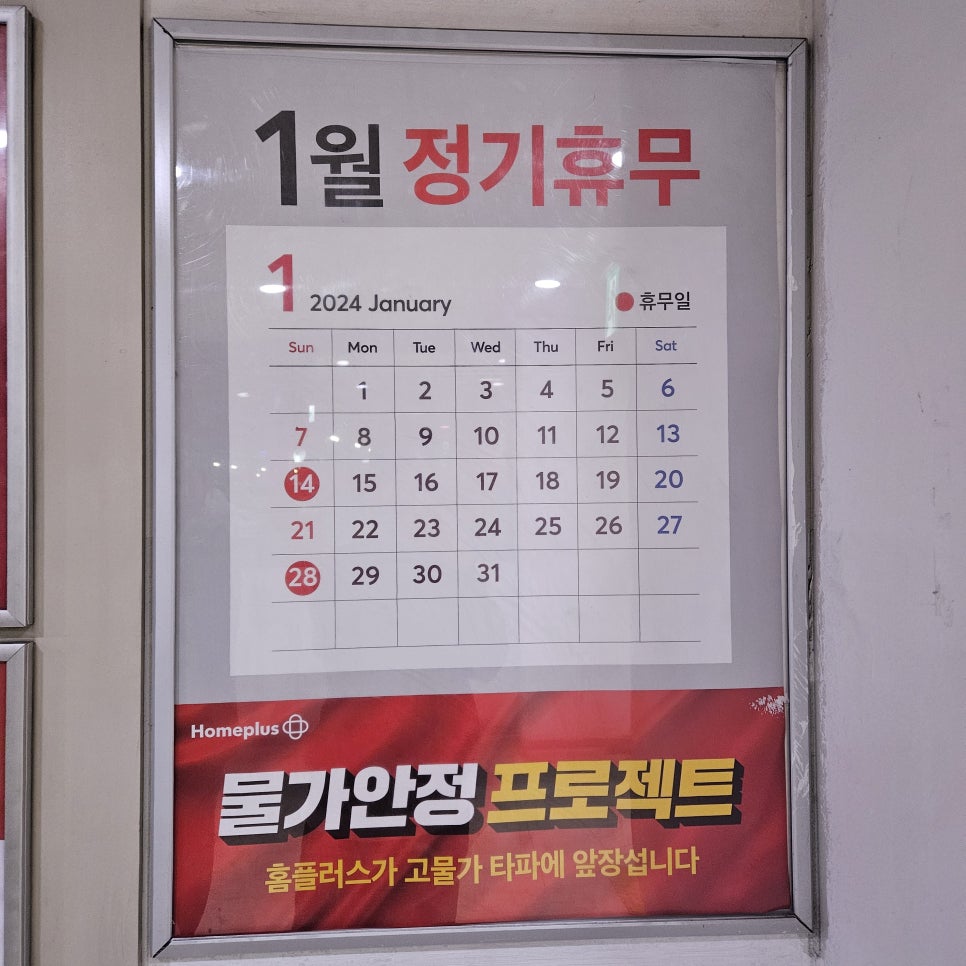 1월 정기휴무
1 2024 January ● 휴무일
Sun Mon Tue Wed Thu Fri Sat
1 2 3 4 5 6
7 8 9 10 11 12 13
14 15 16 17 18 19 20
21 22 23 24 25 26 27
28 29 30 31
Homeplus
물가안정 프로젝트
홈플러스가 고물가 타파에 앞장섭니다